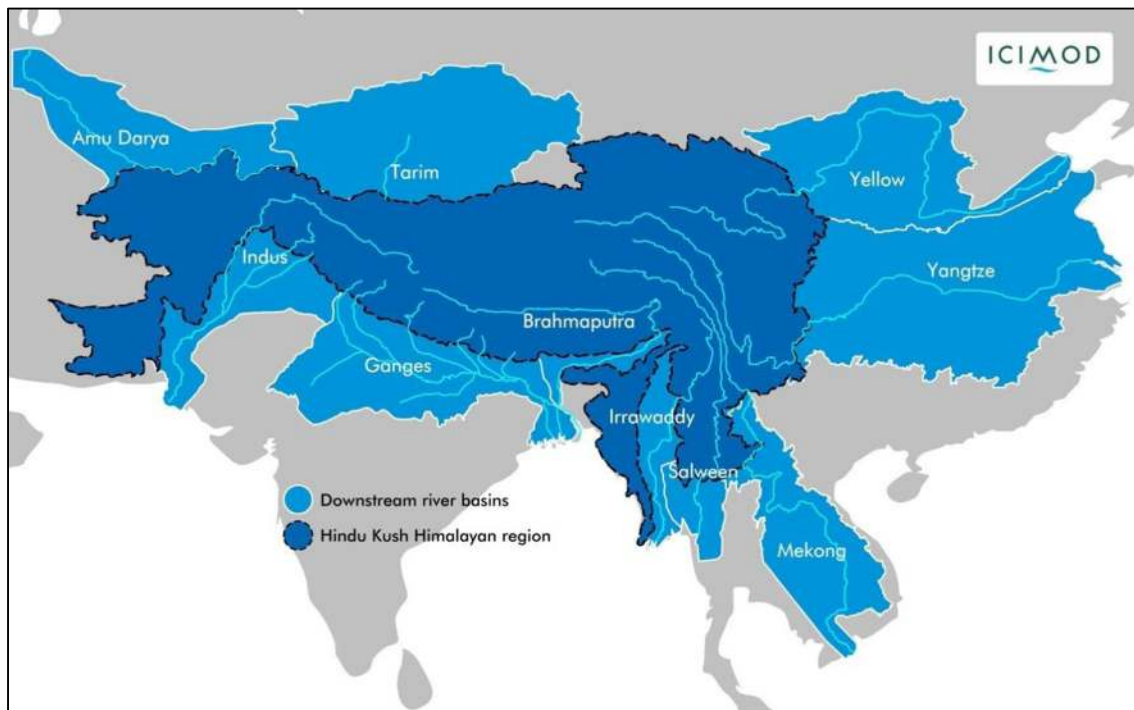 ICIMOD
Amu Darya
Tarim
Yellow
Indus
Yangtze
Brahmaputra
Ganges
Irrawaddy
Salween
Downstream river basins
Hindu Kush Himalayan region
Mekong